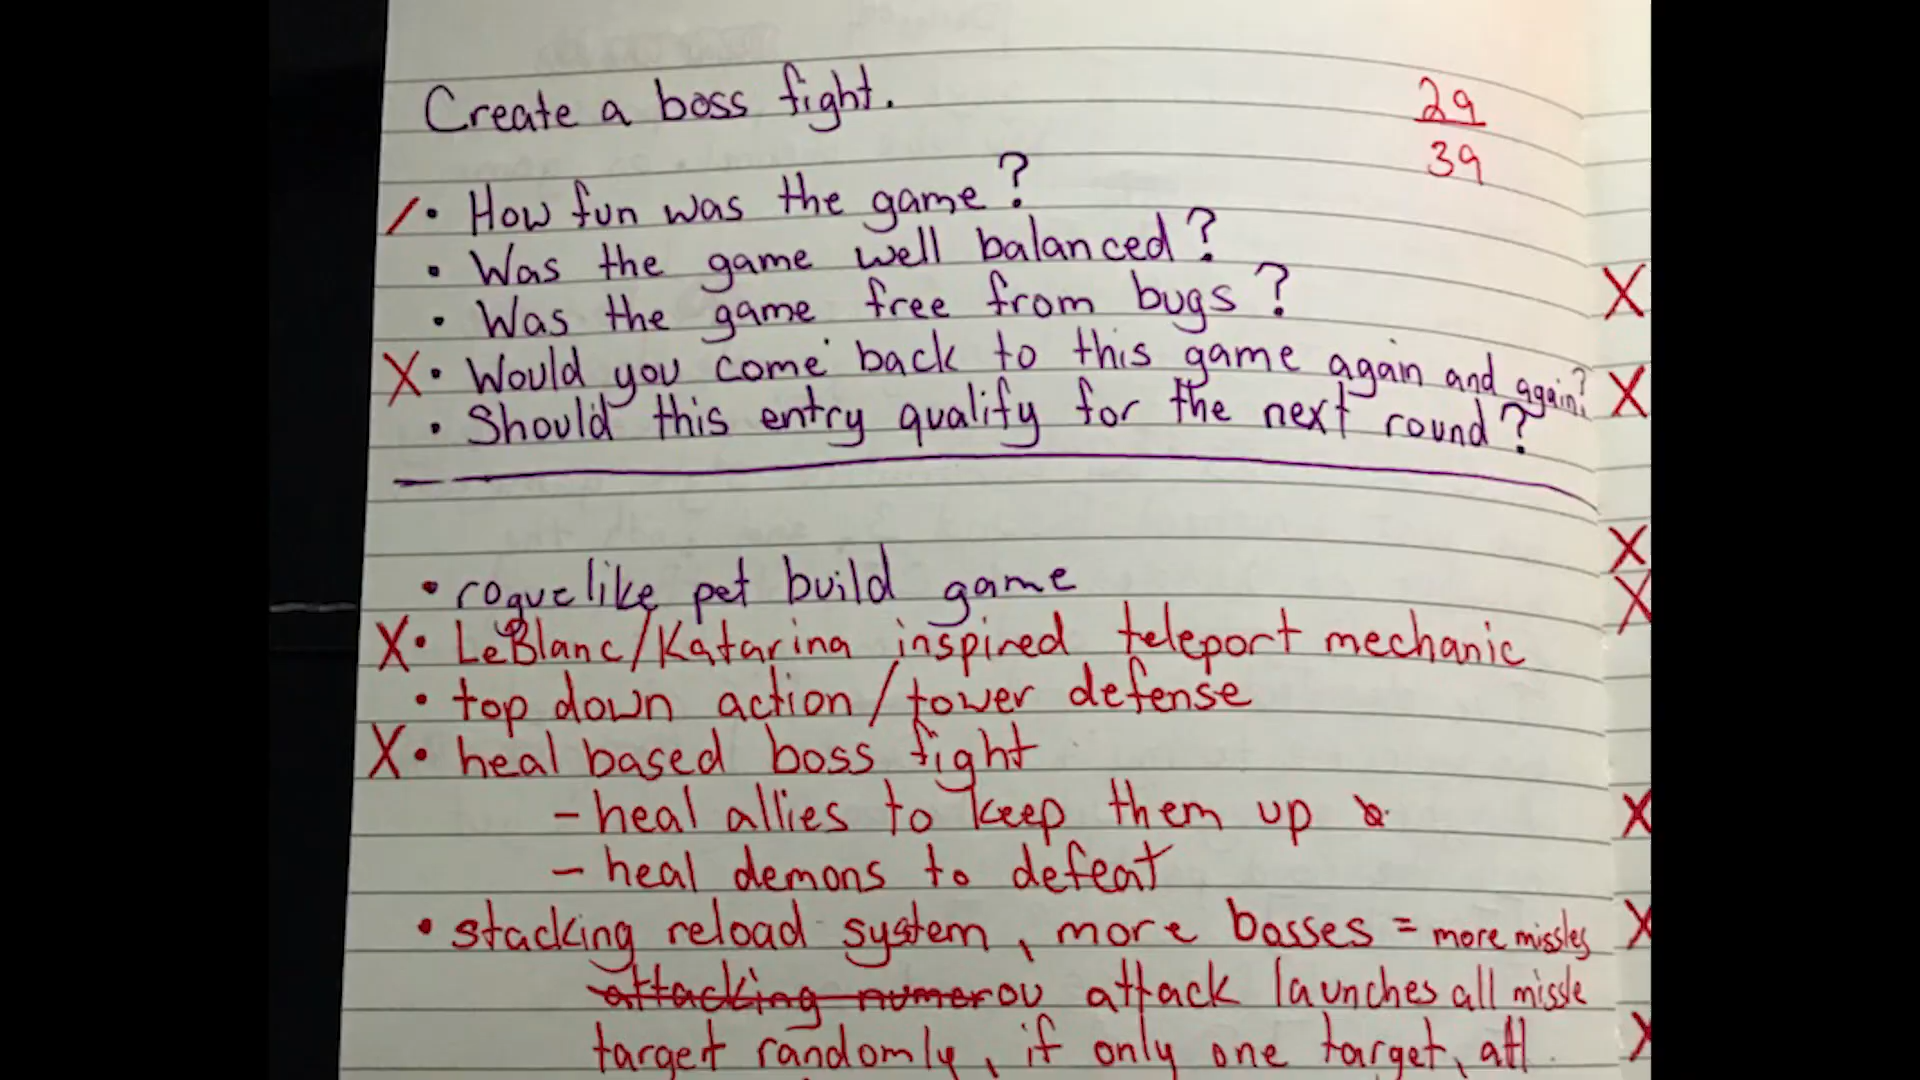 Create a boss fight.
29
39
/• How fun was the game?
• Was the game well balanced?
• Was the game free from bugs?
X• Would you come back to this game again and again?
• Should this entry qualify for the next round?
• roguelike pet build game
X• LeBlanc/Katarina inspired teleport mechanic
• top down action/tower defense
X• heal based boss fight
- heal allies to keep them up
- heal demons to defeat
• stacking reload system, more bosses = more missles
attacking numerou attack launches all missle
target randomly, if only one target, all
X
X
X
X
X
X
X